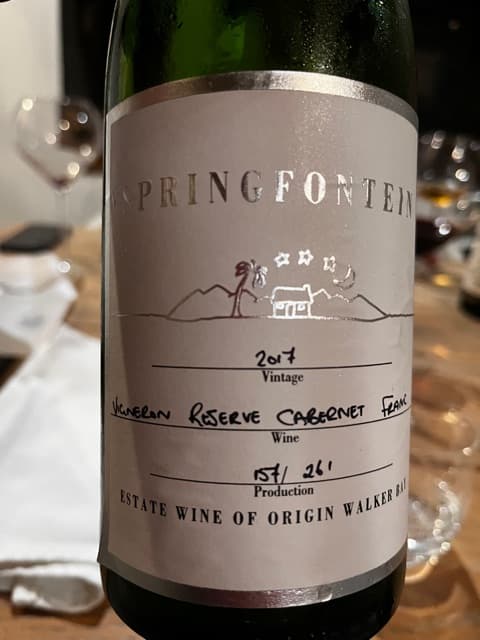 SPRINGFONTEIN
2017
Vintage
Vigneron Reserve Cabernet Franc
Wine
157/ 261
Production
ESTATE WINE OF ORIGIN WALKER BAY